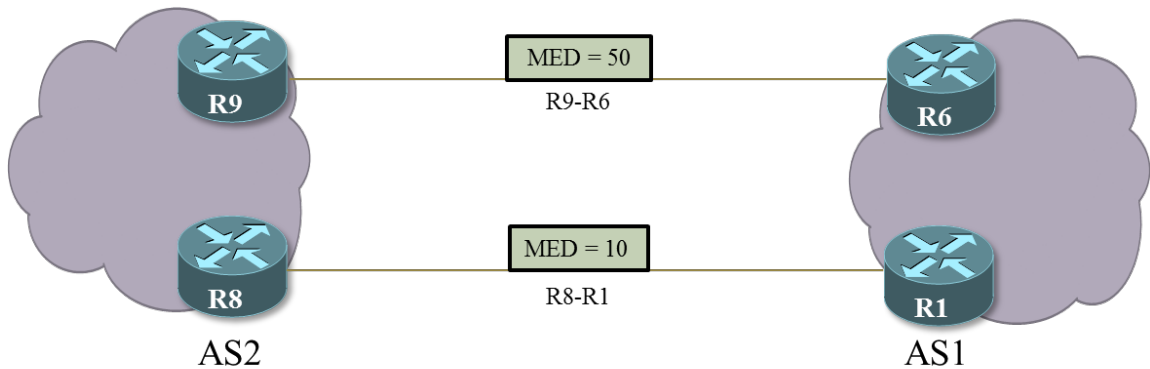 MED = 50
R9
R9-R6
R6
MED = 10
R8
R8-R1
R1
AS2
AS1